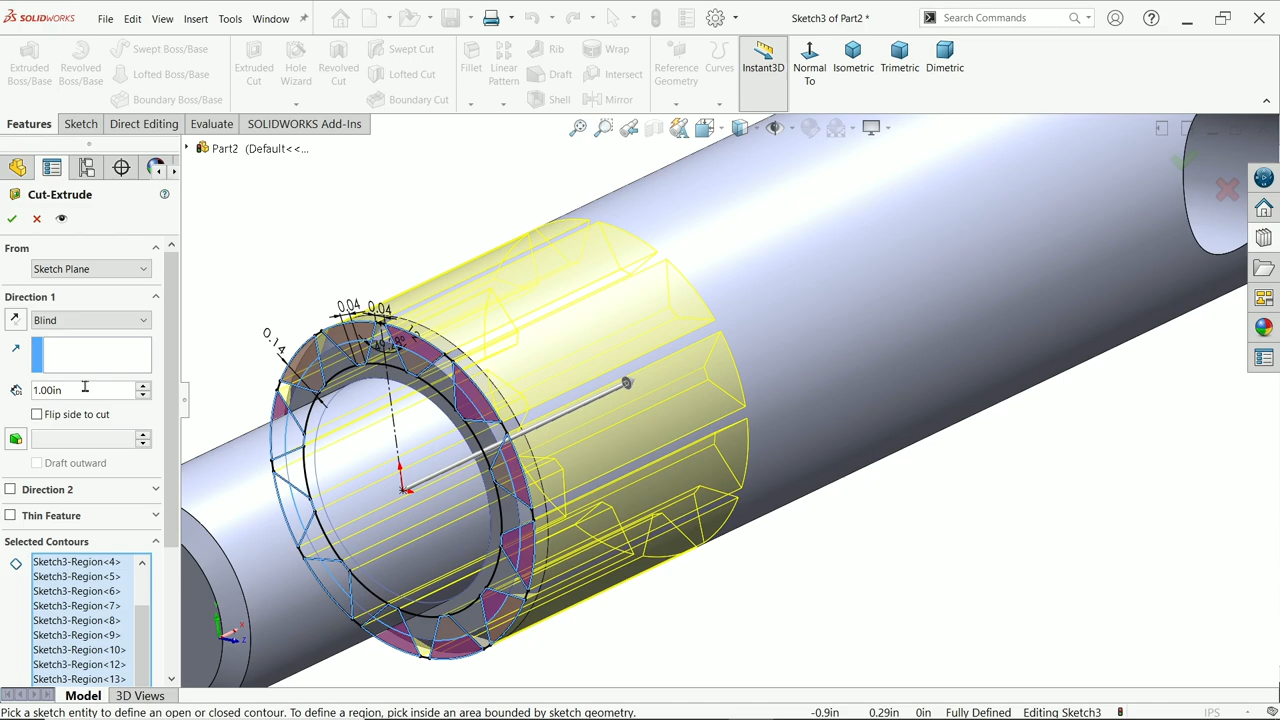 SOLIDWORKS File Edit View Insert Tools Window Sketch3 of Part2 * Search Commands
Extruded Boss/Base
Revolved Boss/Base
Swept Boss/Base
Lofted Boss/Base
Boundary Boss/Base
Extruded Cut
Hole Wizard
Revolved Cut
Swept Cut
Lofted Cut
Boundary Cut
Fillet
Linear Pattern
Rib
Draft
Shell
Wrap
Intersect
Mirror
Reference Geometry
Curves
Instant3D
Normal To
Isometric
Trimetric
Dimetric
Features Sketch Direct Editing Evaluate SOLIDWORKS Add-Ins
Part2 (Default<<...
Cut-Extrude
From
Sketch Plane
Direction 1
Blind
1.00in
Flip side to cut
Draft outward
Direction 2
Thin Feature
Selected Contours
Sketch3-Region<4>
Sketch3-Region<5>
Sketch3-Region<6>
Sketch3-Region<7>
Sketch3-Region<8>
Sketch3-Region<9>
Sketch3-Region<10>
Sketch3-Region<12>
Sketch3-Region<13>
0.04
0.04
0.14
12
X
Z
Model 3D Views
Pick a sketch entity to define an open or closed contour. To define a region, pick inside an area bounded by sketch geometry. -0.9in 0.29in 0in Fully Defined Editing Sketch3 IPS